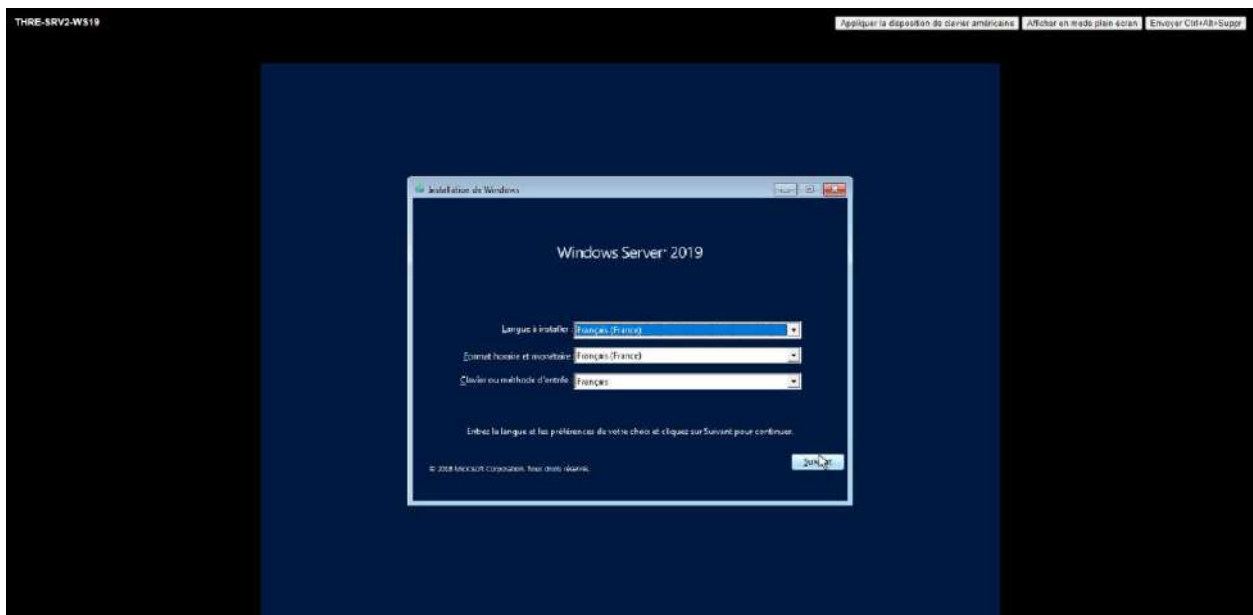 THRE-SRV2-WS19
Appliquer la disposition de clavier américaine Afficher en mode plein écran Envoyer Ctrl+Alt+Suppr
Installation de Windows
Windows Server 2019
Langue à installer : Français (France)
Format horaire et monétaire : Français (France)
Clavier ou méthode d'entrée : Français
Entrez la langue et les préférences de votre choix et cliquez sur Suivant pour continuer.
Suivant
© 2018 Microsoft Corporation. Tous droits réservés.